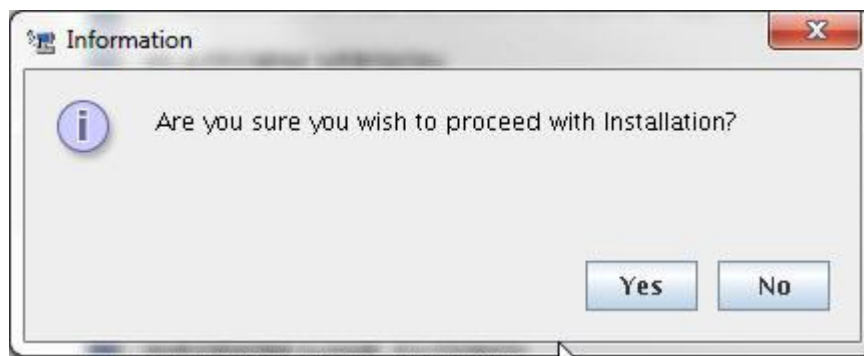 Information
Are you sure you wish to proceed with Installation?
Yes
No